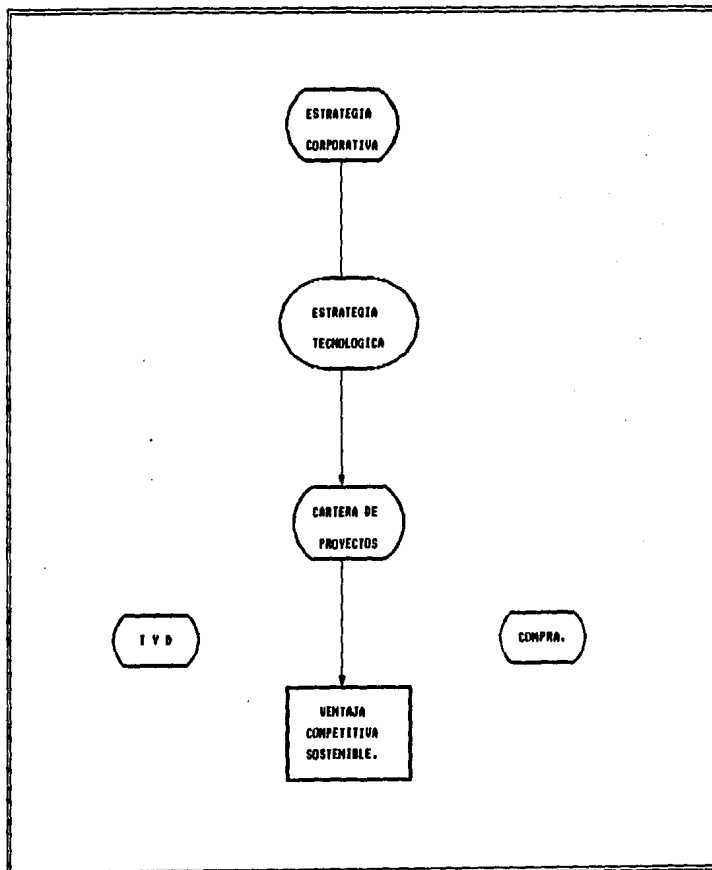 ESTRATEGIA
CORPORATIVA
ESTRATEGIA
TECNOLOGICA
CARTERA DE
PROYECTOS
I Y D
COMPRA.
VENTAJA
COMPETITIVA
SOSTENIBLE.